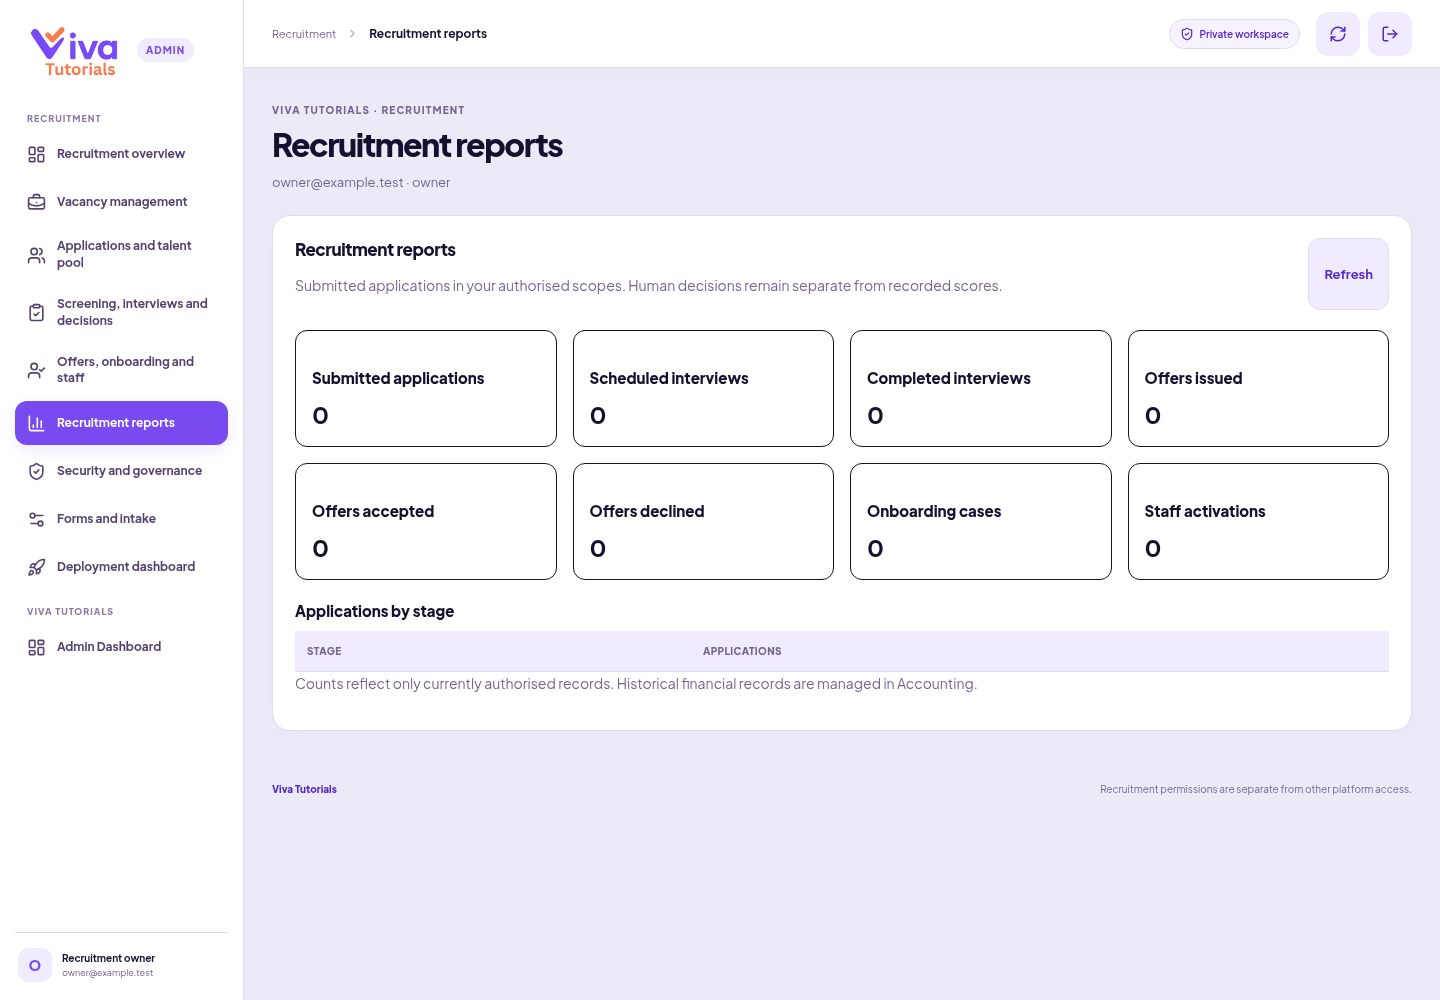 Viva
Tutorials
ADMIN
RECRUITMENT
Recruitment overview
Vacancy management
Applications and talent
pool
Screening, interviews and
decisions
Offers, onboarding and
staff
Recruitment reports
Security and governance
Forms and intake
Deployment dashboard
VIVA TUTORIALS
Admin Dashboard
O
Recruitment owner
owner@example.test
Recruitment
Recruitment reports
Private workspace
VIVA TUTORIALS · RECRUITMENT
Recruitment reports
owner@example.test · owner
Recruitment reports
Submitted applications in your authorised scopes. Human decisions remain separate from recorded scores.
Refresh
Submitted applications
0
Scheduled interviews
0
Completed interviews
0
Offers issued
0
Offers accepted
0
Offers declined
0
Onboarding cases
0
Staff activations
0
Applications by stage
STAGE APPLICATIONS
Counts reflect only currently authorised records. Historical financial records are managed in Accounting.
Viva Tutorials
Recruitment permissions are separate from other platform access.